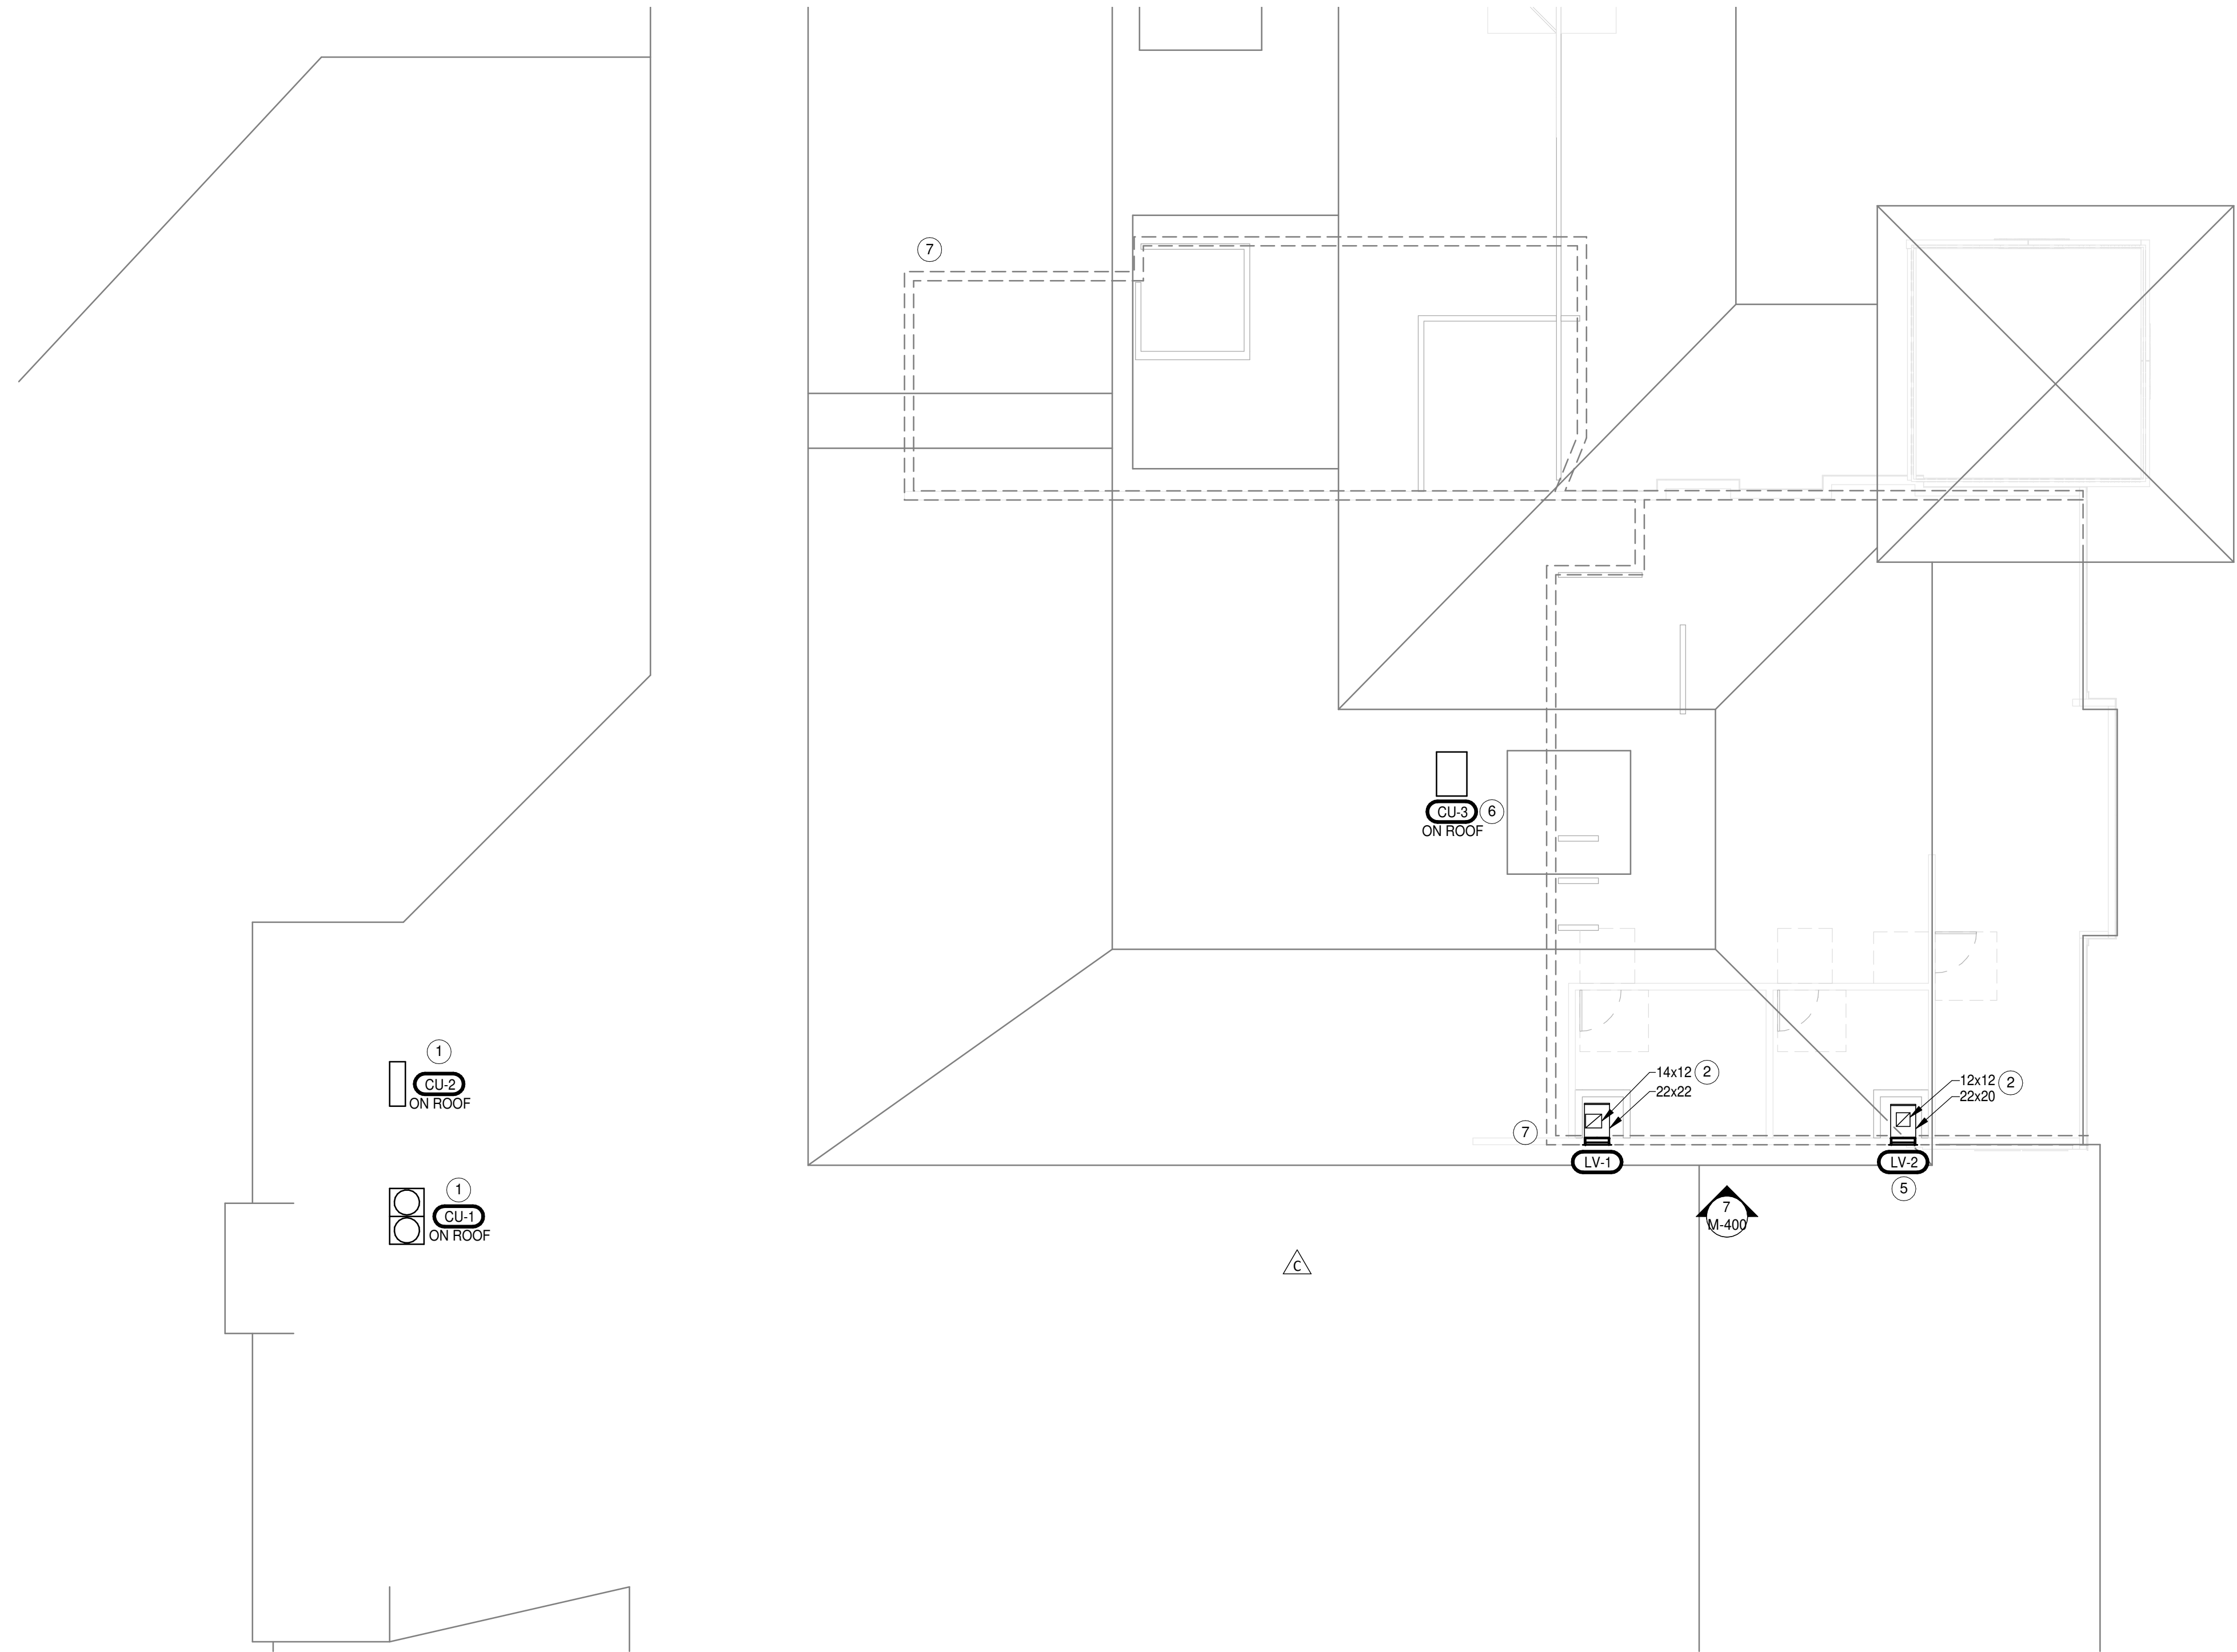 7
CU-3
6
ON ROOF
1
CU-2
ON ROOF
14x12
2
22x22
12x12
2
22x20
7
LV-1
LV-2
5
1
CU-1
ON ROOF
7
M-400
C